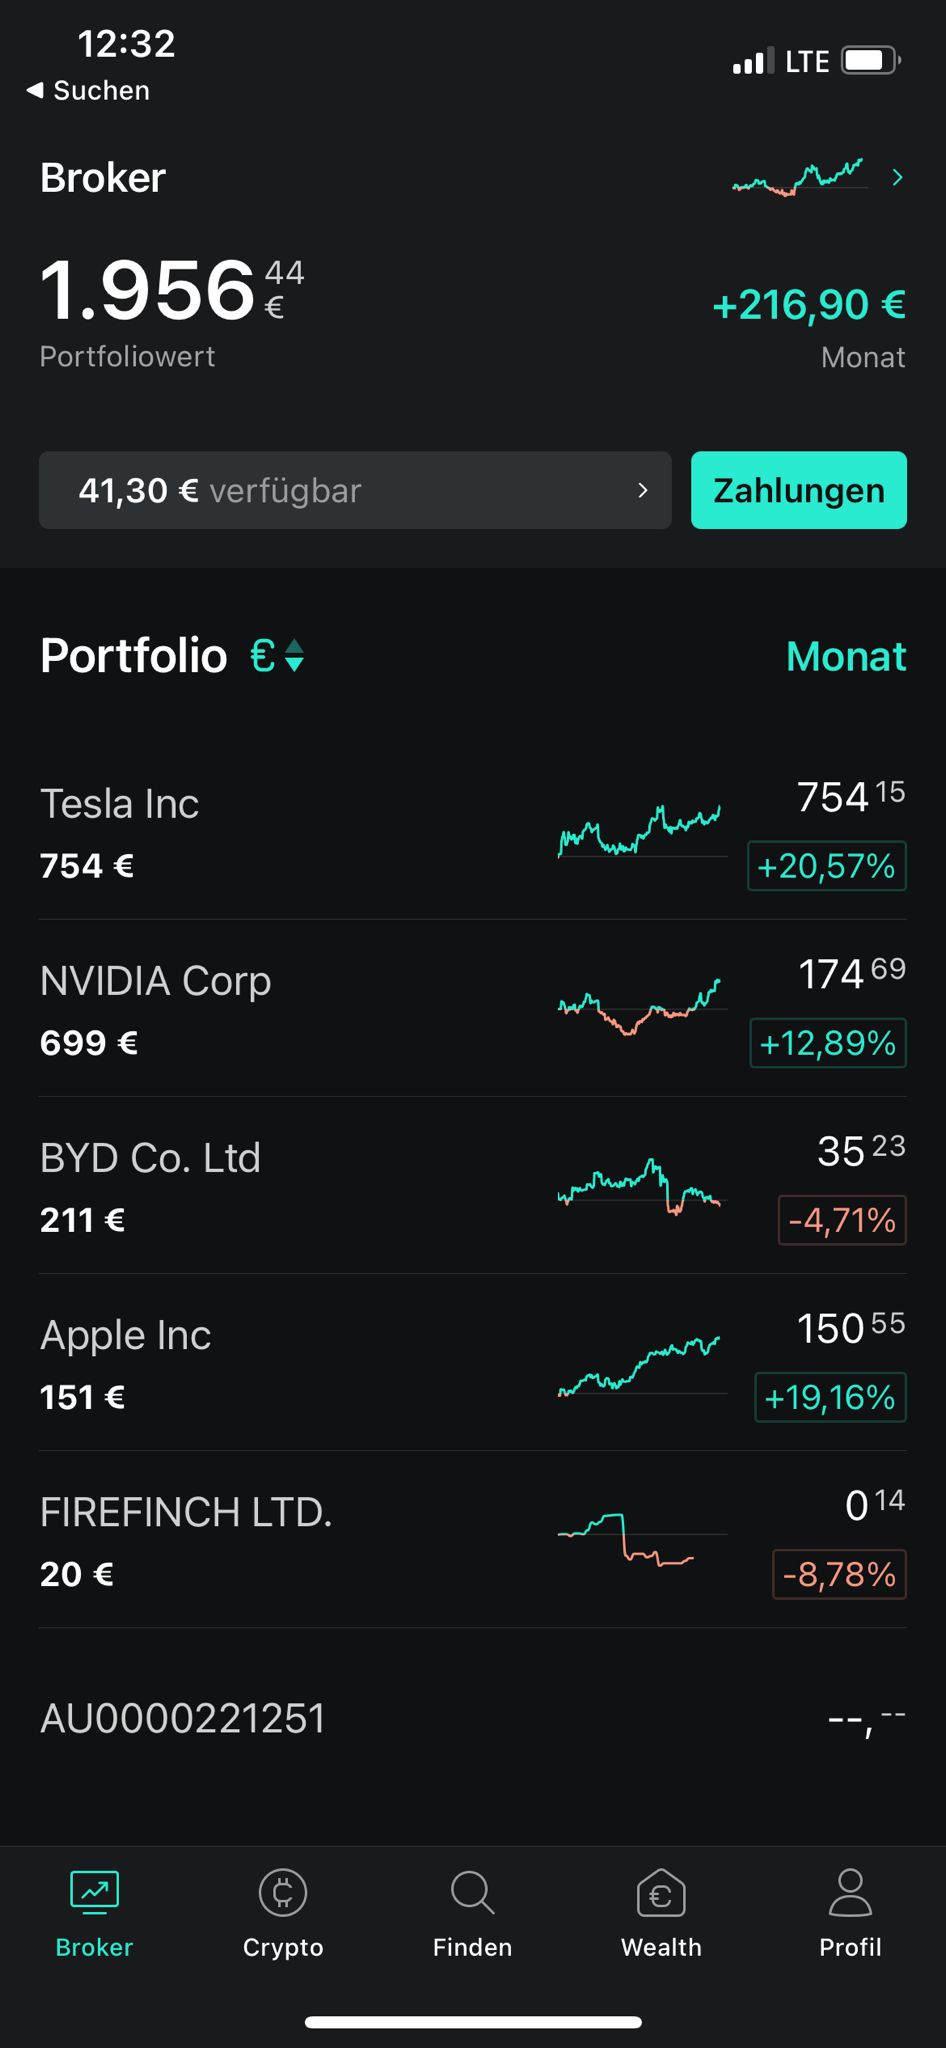 12:32
LTE
◀ Suchen
Broker
1.956 44 €
+216,90 €
Portfoliowert
Monat
41,30 € verfügbar
Zahlungen
Portfolio €
Monat
Tesla Inc
754 15
754 €
+20,57%
NVIDIA Corp
174 69
699 €
+12,89%
BYD Co. Ltd
35 23
211 €
-4,71%
Apple Inc
150 55
151 €
+19,16%
FIREFINCH LTD.
0 14
20 €
-8,78%
AU0000221251
--,--
Broker
Crypto
Finden
Wealth
Profil